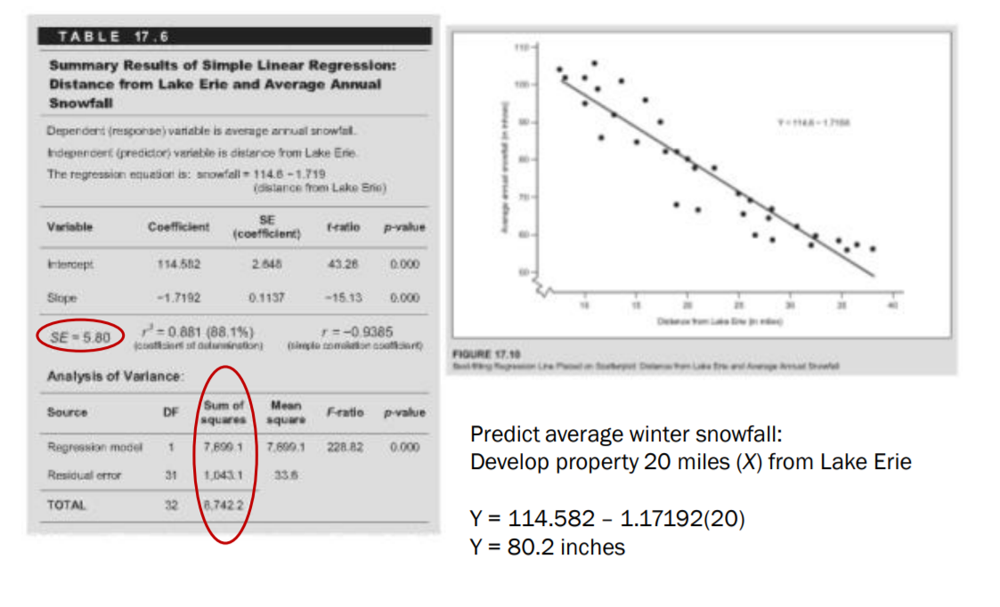 TABLE 17.6
Summary Results of Simple Linear Regression:
Distance from Lake Erie and Average Annual
Snowfall
Dependent (response) variable is average annual snowfall.
Independent (predictor) variable is distance from Lake Erie.
The regression equation is: snowfall = 114.6 – 1.719
(distance from Lake Erie)
Variable Coefficient SE (coefficient) t-ratio p-value
Intercept 114.582 2.648 43.26 0.000
Slope –1.7192 0.1137 –15.13 0.000
SE = 5.80 r² = 0.881 (88.1%) r = –0.9385
(coefficient of determination) (simple correlation coefficient)
Analysis of Variance:
Source DF Sum of squares Mean square F-ratio p-value
Regression model 1 7,699.1 7,699.1 228.82 0.000
Residual error 31 1,043.1 33.6
TOTAL 32 8,742.2
110
100
90
80
70
60
50
Average annual snowfall (in inches)
10 15 20 25 30 35 40
Distance from Lake Erie (in miles)
FIGURE 17.10
Best-fitting Regression Line Placed on Scatterplot: Distance from Lake Erie and Average Annual Snowfall
Predict average winter snowfall:
Develop property 20 miles (X) from Lake Erie
Y = 114.582 – 1.17192(20)
Y = 80.2 inches